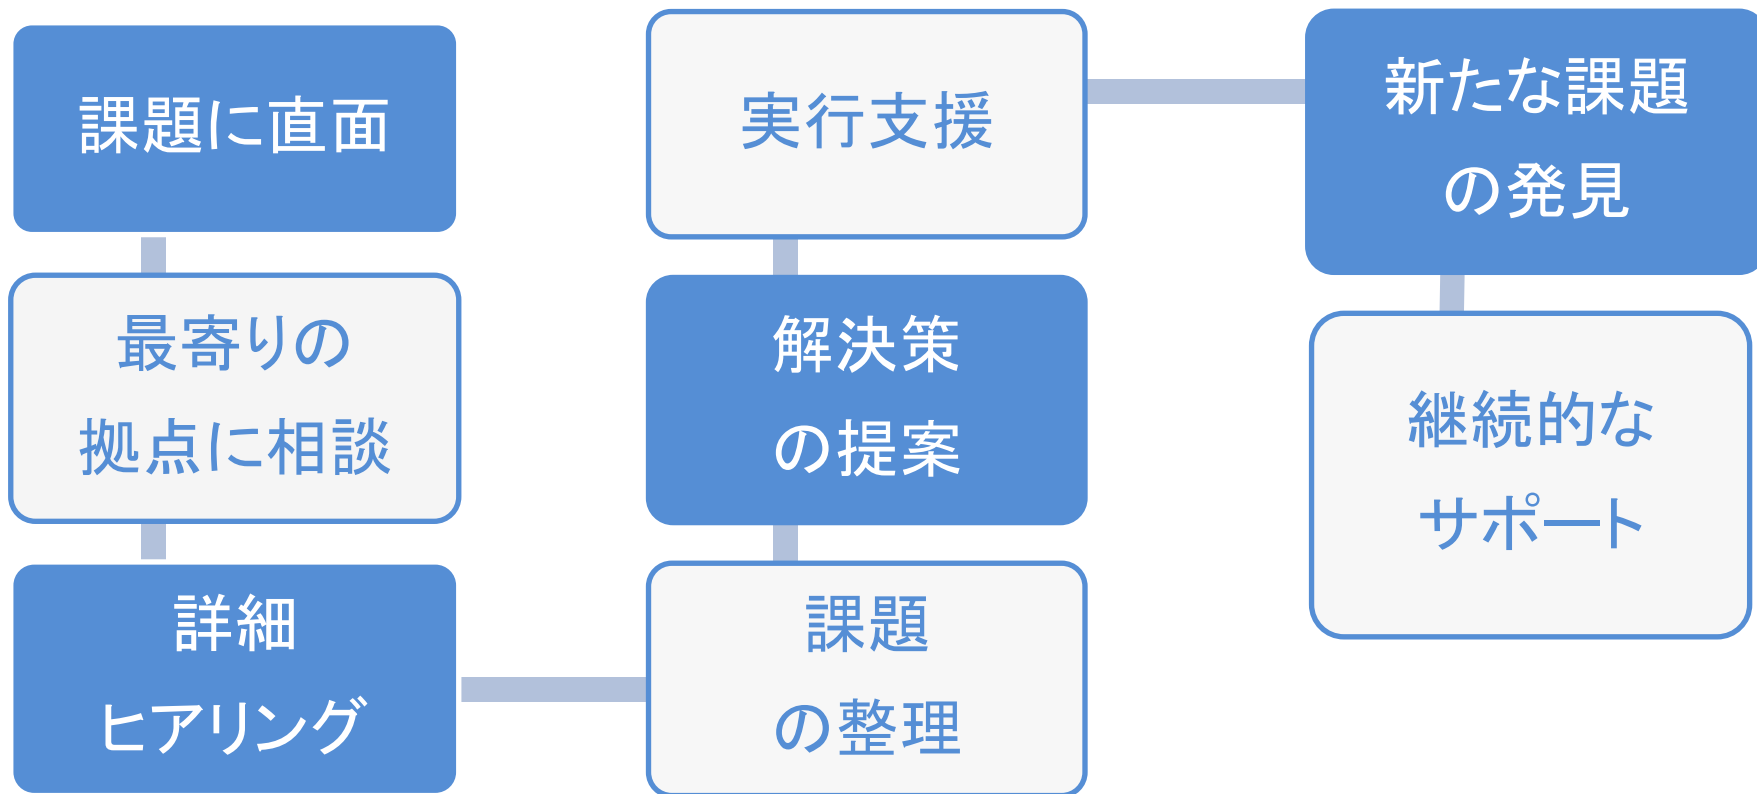 課題に直面
最寄りの
拠点に相談
詳細
ヒアリング
課題
の整理
解決策
の提案
実行支援
新たな課題
の発見
継続的な
サポート